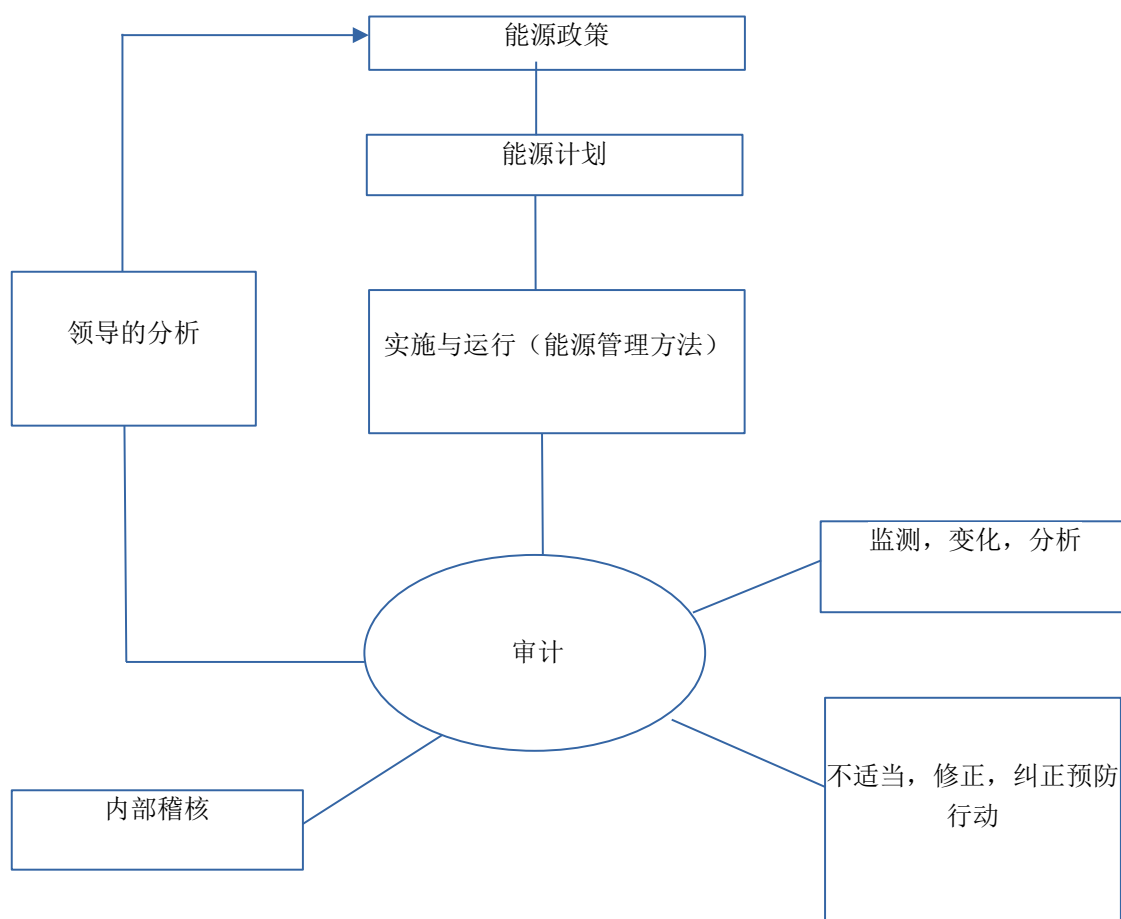 能源政策
能源计划
领导的分析
实施与运行（能源管理方法）
监测，变化，分析
审计
不适当，修正，纠正预防
行动
内部稽核